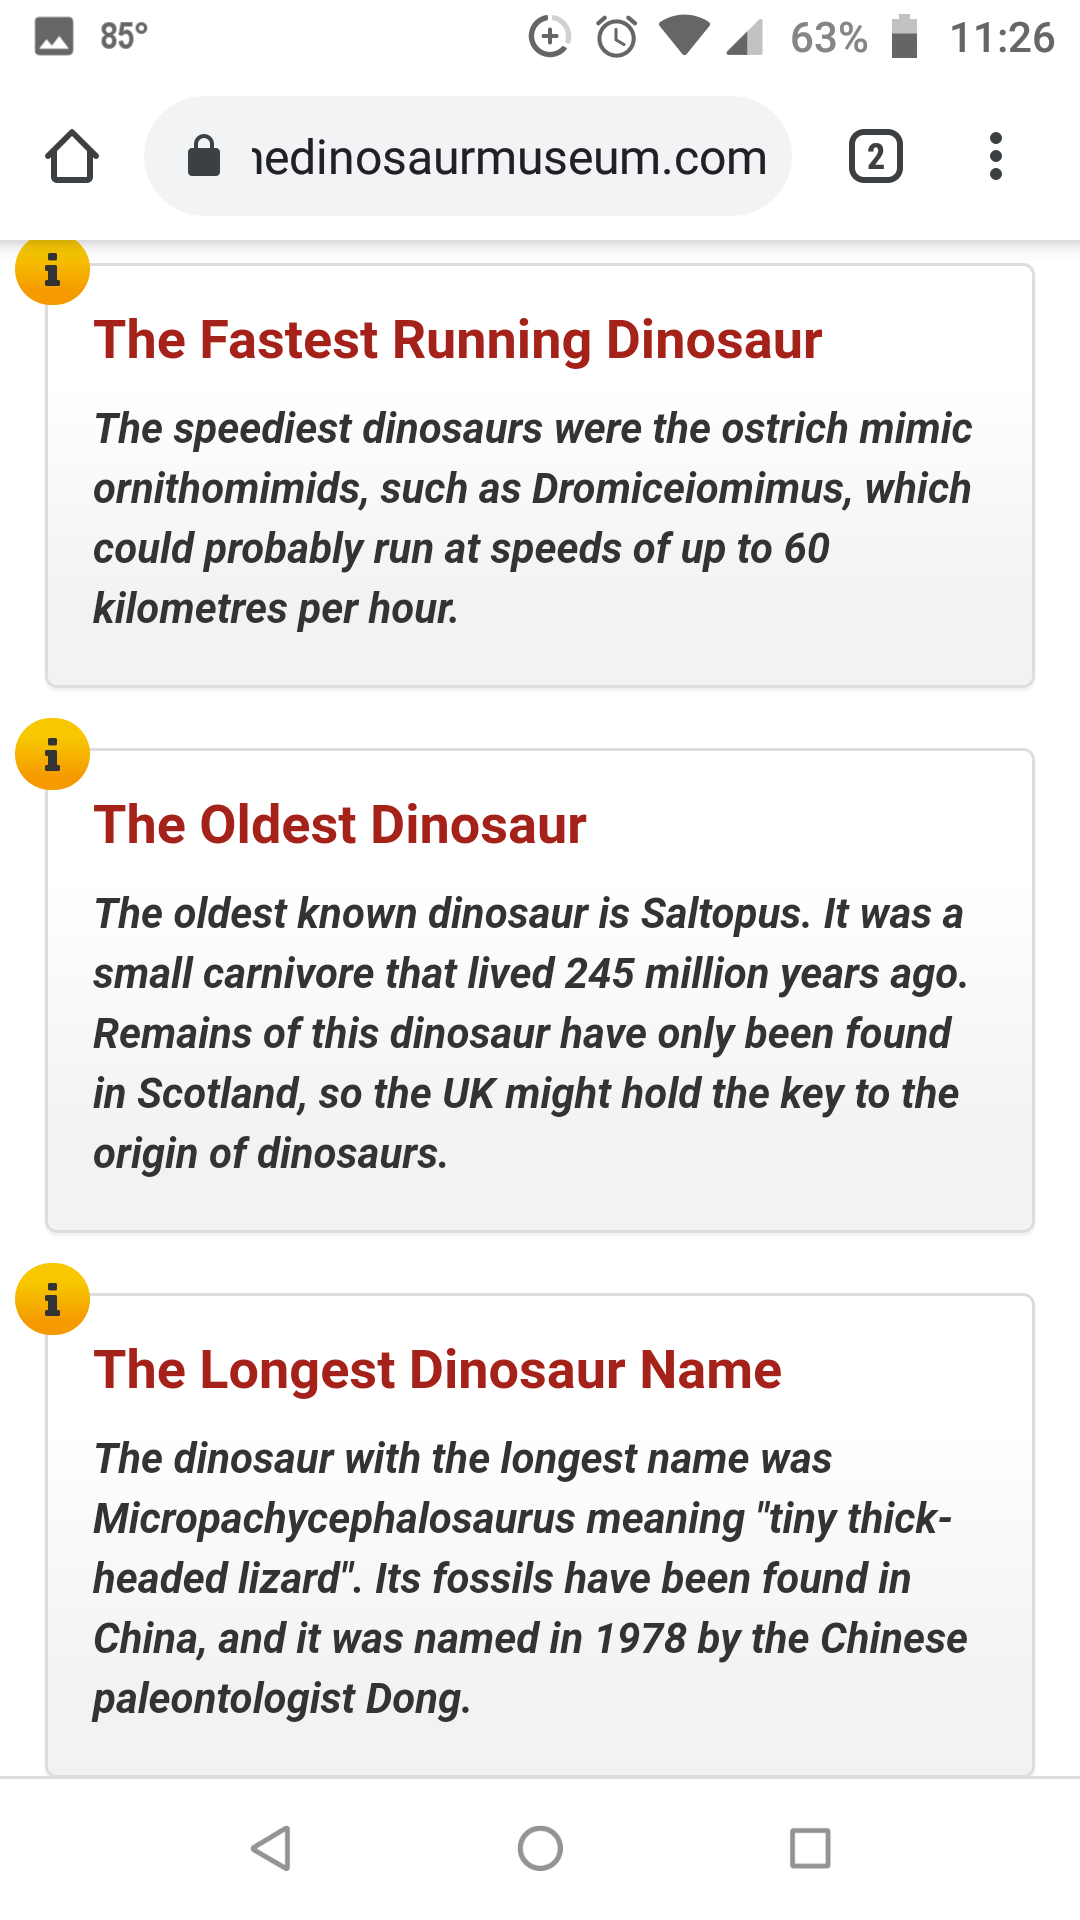 85°
63%
11:26
nedinosaurmuseum.com
2
The Fastest Running Dinosaur
The speediest dinosaurs were the ostrich mimic
ornithomimids, such as Dromiceiomimus, which
could probably run at speeds of up to 60
kilometres per hour.
The Oldest Dinosaur
The oldest known dinosaur is Saltopus. It was a
small carnivore that lived 245 million years ago.
Remains of this dinosaur have only been found
in Scotland, so the UK might hold the key to the
origin of dinosaurs.
The Longest Dinosaur Name
The dinosaur with the longest name was
Micropachycephalosaurus meaning "tiny thick-
headed lizard". Its fossils have been found in
China, and it was named in 1978 by the Chinese
paleontologist Dong.